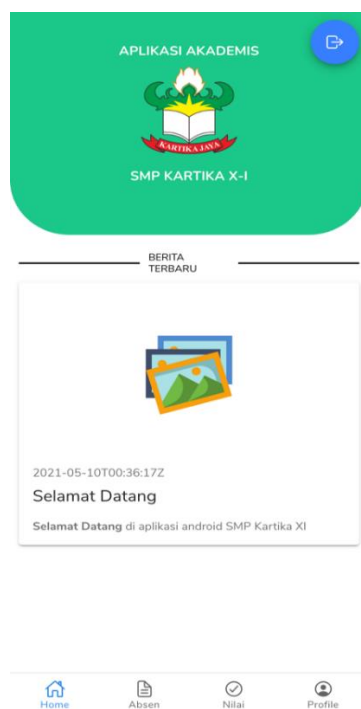 APLIKASI AKADEMIS
KARTIKA JAYA
SMP KARTIKA X-I
BERITA
TERBARU
2021-05-10T00:36:17Z
Selamat Datang
Selamat Datang di aplikasi android SMP Kartika XI
Home Absen Nilai Profile